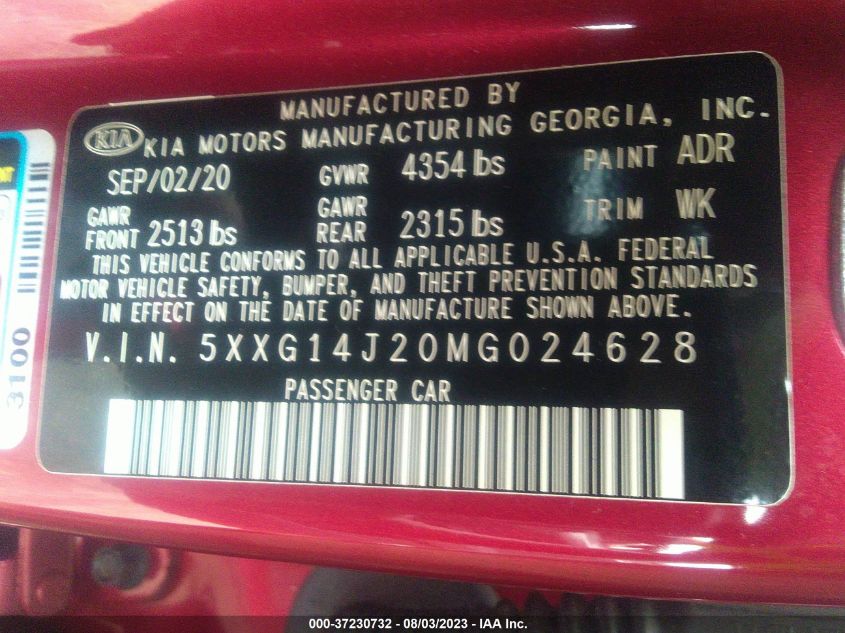 MANUFACTURED BY
KIA KIA MOTORS MANUFACTURING GEORGIA, INC.
SEP/02/20 GVWR 4354 lbs PAINT ADR
GAWR FRONT 2513 lbs GAWR REAR 2315 lbs TRIM WK
THIS VEHICLE CONFORMS TO ALL APPLICABLE U.S.A. FEDERAL
MOTOR VEHICLE SAFETY, BUMPER, AND THEFT PREVENTION STANDARDS
IN EFFECT ON THE DATE OF MANUFACTURE SHOWN ABOVE.
V.I.N. 5XXG14J20MG024628
PASSENGER CAR
3100
000-37230732 - 08/03/2023 - IAA Inc.